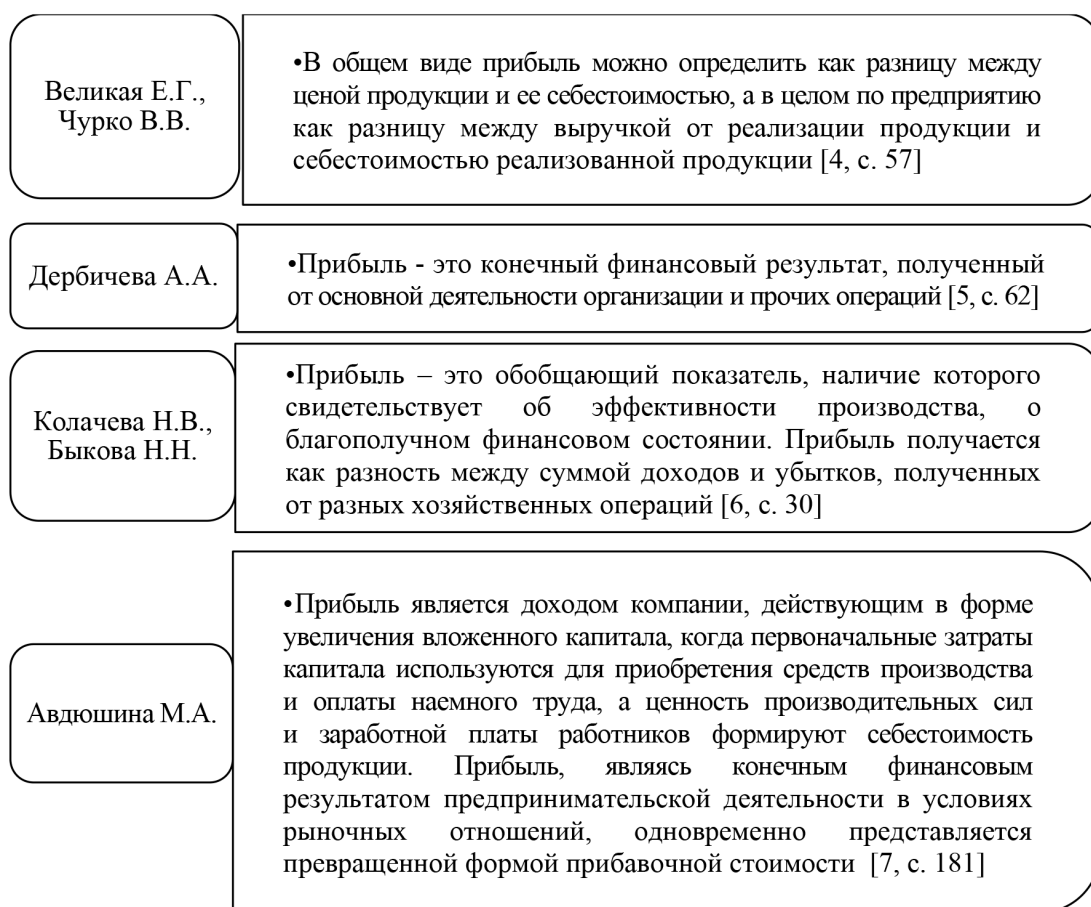 Великая Е.Г.,
Чурко В.В.
•В общем виде прибыль можно определить как разницу между
ценой продукции и ее себестоимостью, а в целом по предприятию
как разницу между выручкой от реализации продукции и
себестоимостью реализованной продукции [4, с. 57]
Дербичева А.А.
•Прибыль - это конечный финансовый результат, полученный
от основной деятельности организации и прочих операций [5, с. 62]
Колачева Н.В.,
Быкова Н.Н.
•Прибыль – это обобщающий показатель, наличие которого
свидетельствует об эффективности производства, о
благополучном финансовом состоянии. Прибыль получается
как разность между суммой доходов и убытков, полученных
от разных хозяйственных операций [6, с. 30]
Авдюшина М.А.
•Прибыль является доходом компании, действующим в форме
увеличения вложенного капитала, когда первоначальные затраты
капитала используются для приобретения средств производства
и оплаты наемного труда, а ценность производительных сил
и заработной платы работников формируют себестоимость
продукции. Прибыль, являясь конечным финансовым
результатом предпринимательской деятельности в условиях
рыночных отношений, одновременно представляется
превращенной формой прибавочной стоимости [7, с. 181]